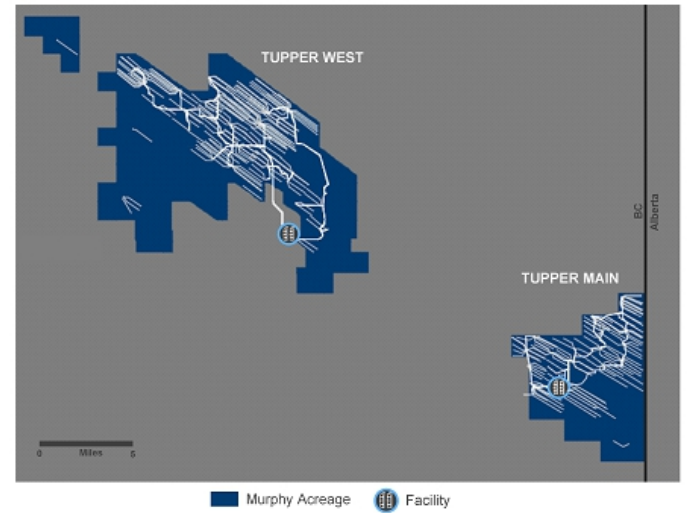 TUPPER WEST
BC
Alberta
TUPPER MAIN
0 Miles 5
Murphy Acreage
Facility